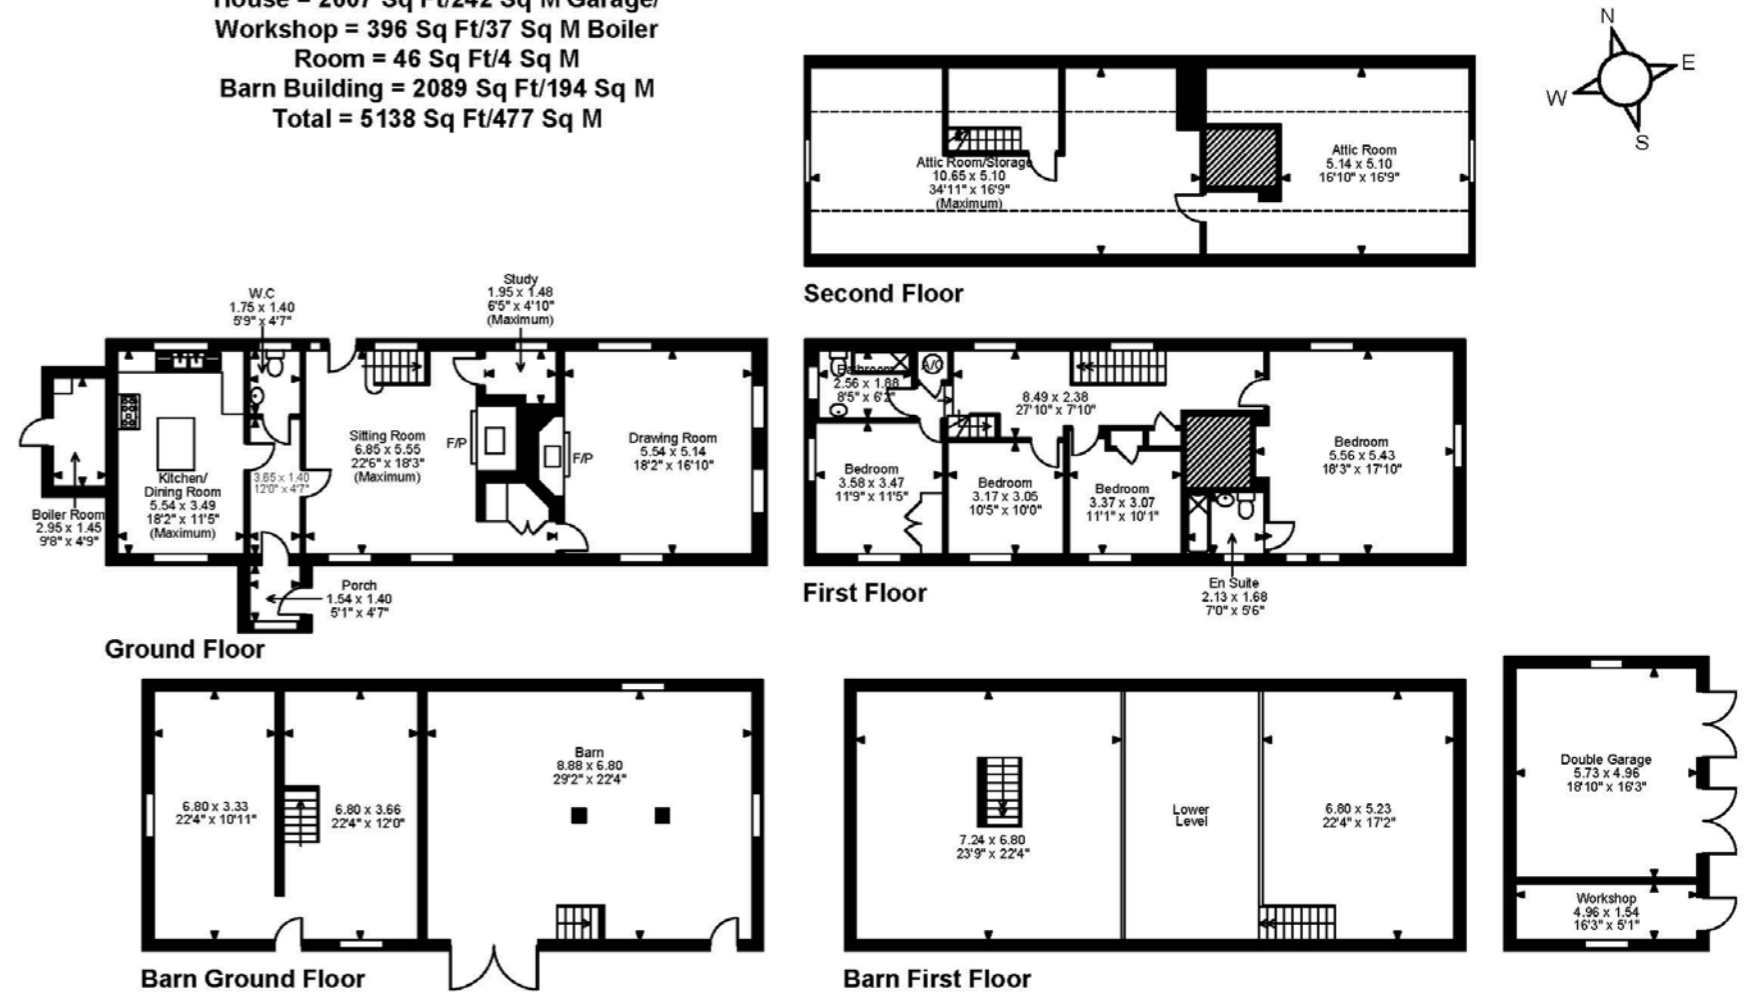 House = 2607 Sq Ft/242 Sq M Garage/
Workshop = 396 Sq Ft/37 Sq M Boiler
Room = 46 Sq Ft/4 Sq M
Barn Building = 2089 Sq Ft/194 Sq M
Total = 5138 Sq Ft/477 Sq M
N
E
W
S
Attic Room/Storage
10.65 x 5.10
34'11" x 16'9"
(Maximum)
Attic Room
5.14 x 5.10
16'10" x 16'9"
Second Floor
W.C
1.75 x 1.40
5'9" x 4'7"
Study
1.95 x 1.48
6'5" x 4'10"
(Maximum)
Boiler Room
2.95 x 1.45
9'8" x 4'9"
Kitchen/
Dining Room
5.54 x 3.49
18'2" x 11'5"
(Maximum)
3.65 x 1.40
12'0" x 4'7"
Sitting Room
6.85 x 5.55
22'6" x 18'3"
(Maximum)
F/P
F/P
Drawing Room
5.54 x 5.14
18'2" x 16'10"
Porch
1.54 x 1.40
5'1" x 4'7"
Ground Floor
Bathroom
2.56 x 1.88
8'5" x 6'2"
A/C
8.49 x 2.38
27'10" x 7'10"
Bedroom
3.58 x 3.47
11'9" x 11'5"
Bedroom
3.17 x 3.05
10'5" x 10'0"
Bedroom
3.37 x 3.07
11'1" x 10'1"
Bedroom
5.56 x 5.43
18'3" x 17'10"
En Suite
2.13 x 1.68
7'0" x 5'6"
First Floor
6.80 x 3.33
22'4" x 10'11"
6.80 x 3.66
22'4" x 12'0"
Barn
8.88 x 6.80
29'2" x 22'4"
Barn Ground Floor
7.24 x 6.80
23'9" x 22'4"
Lower
Level
6.80 x 5.23
22'4" x 17'2"
Barn First Floor
Double Garage
5.73 x 4.96
18'10" x 16'3"
Workshop
4.96 x 1.54
16'3" x 5'1"